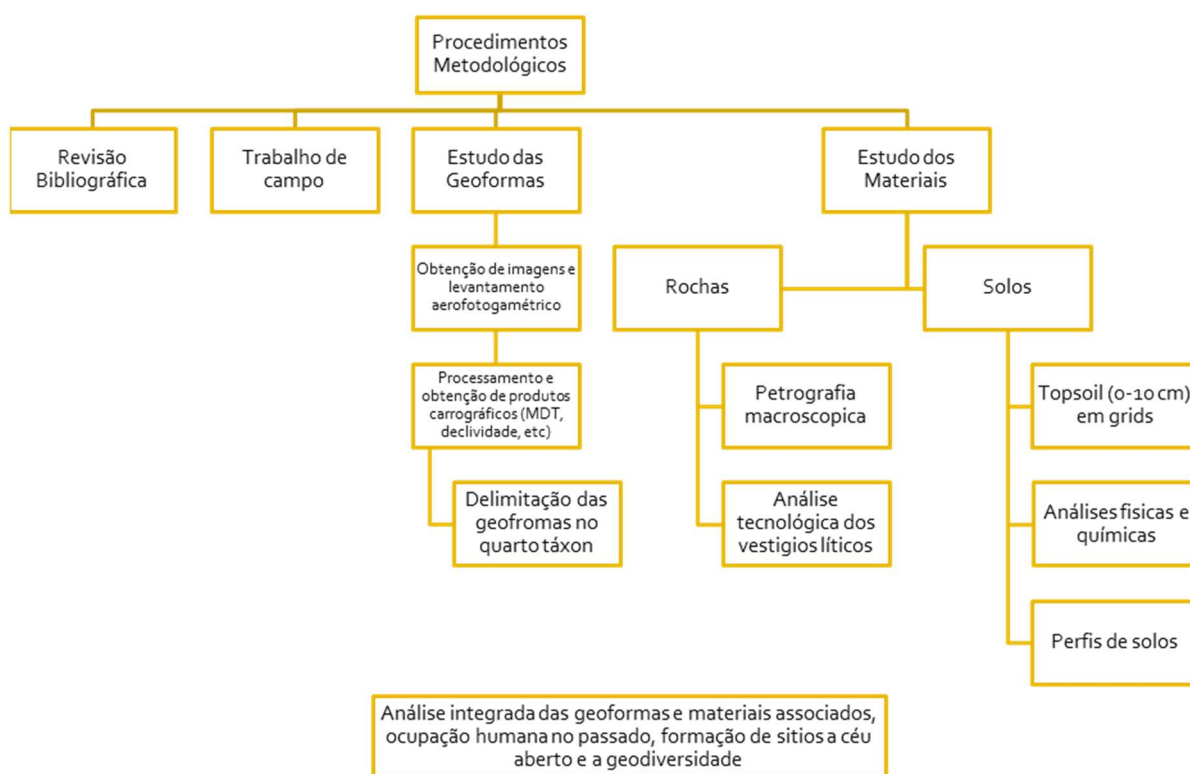 Procedimentos
Metodológicos
Revisão
Bibliográfica
Trabalho de
campo
Estudo das
Geoformas
Estudo dos
Materiais
Obtenção de imagens e
levantamento
aerofotogamétrico
Rochas
Solos
Processamento e
obtenção de produtos
carrográficos (MDT,
declividade, etc)
Petrografia
macroscopica
Topsoil (0-10 cm)
em grids
Delimitação das
geofromas no
quarto táxon
Análise
tecnológica dos
vestigios líticos
Análises fisicas e
químicas
Perfis de solos
Análise integrada das geoformas e materiais associados,
ocupação humana no passado, formação de sitios a céu
aberto e a geodiversidade